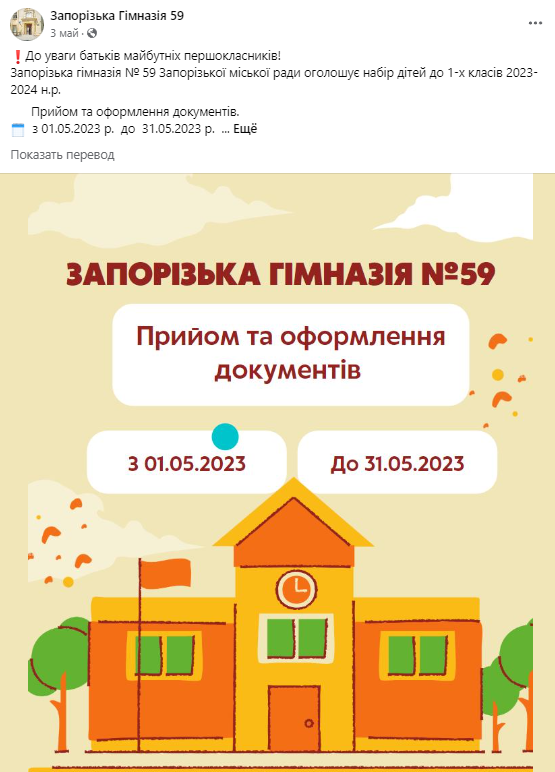 Запорізька Гімназія 59
3 май ·
❗До уваги батьків майбутніх першокласників!
Запорізька гімназія № 59 Запорізької міської ради оголошує набір дітей до 1-х класів 2023-
2024 н.р.
Прийом та оформлення документів.
з 01.05.2023 р. до 31.05.2023 р. ... Ещё
Показать перевод
ЗАПОРІЗЬКА ГІМНАЗІЯ №59
Прийом та оформлення
документів
З 01.05.2023
До 31.05.2023